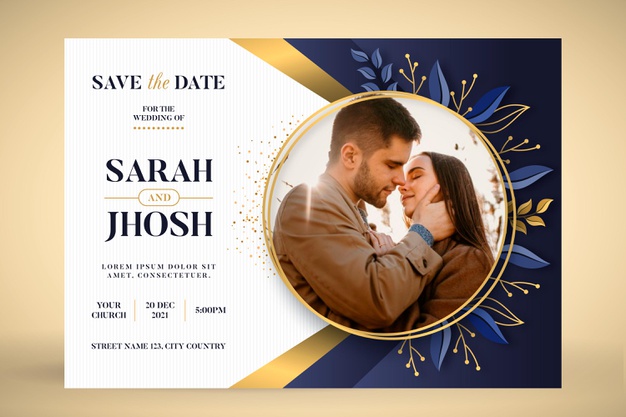 SAVE the DATE
FOR THE
WEDDING OF
SARAH
AND
JHOSH
LOREM IPSUM DOLOR SIT
AMET, CONSECTETUER.
YOUR
CHURCH
20 DEC
2021
5:00PM
STREET NAME 123, CITY COUNTRY